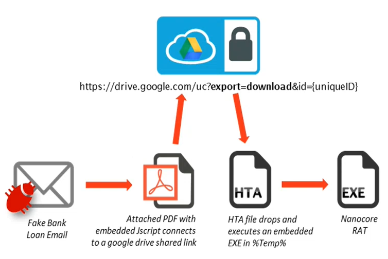 https://drive.google.com/uc?export=download&id={uniqueID}
HTA
EXE
Fake Bank
Loan Email
Attached PDF with
embedded Jscript connects
to a google drive shared link
HTA file drops and
executes an embedded
EXE in %Temp%
Nanocore
RAT